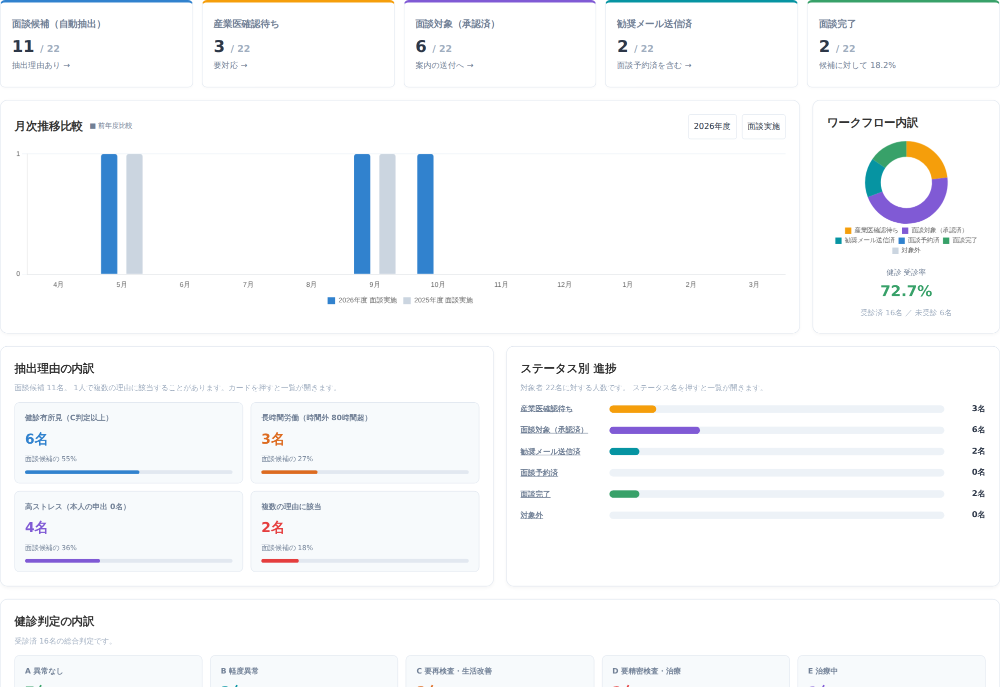 面談候補（自動抽出）
11 / 22
抽出理由あり →
産業医確認待ち
3 / 22
要対応 →
面談対象（承認済）
6 / 22
案内の送付へ →
勧奨メール送信済
2 / 22
面談予約済を含む →
面談完了
2 / 22
候補に対して 18.2%
月次推移比較 ■ 前年度比較
2026年度 面談実施
1
0
4月 5月 6月 7月 8月 9月 10月 11月 12月 1月 2月 3月
2026年度 面談実施 2025年度 面談実施
ワークフロー内訳
産業医確認待ち 面談対象（承認済）
勧奨メール送信済 面談予約済 面談完了
対象外
健診 受診率
72.7%
受診済 16名 ／ 未受診 6名
抽出理由の内訳
面談候補 11名。 1人で複数の理由に該当することがあります。カードを押すと一覧が開きます。
健診有所見（C判定以上）
6名
面談候補の 55%
長時間労働（時間外 80時間超）
3名
面談候補の 27%
高ストレス（本人の申出 0名）
4名
面談候補の 36%
複数の理由に該当
2名
面談候補の 18%
ステータス別 進捗
対象者 22名に対する人数です。 ステータス名を押すと一覧が開きます。
産業医確認待ち 3名
面談対象（承認済） 6名
勧奨メール送信済 2名
面談予約済 0名
面談完了 2名
対象外 0名
健診判定の内訳
受診済 16名の総合判定です。
A 異常なし
B 軽度異常
C 要再検査・生活改善
D 要精密検査・治療
E 治療中